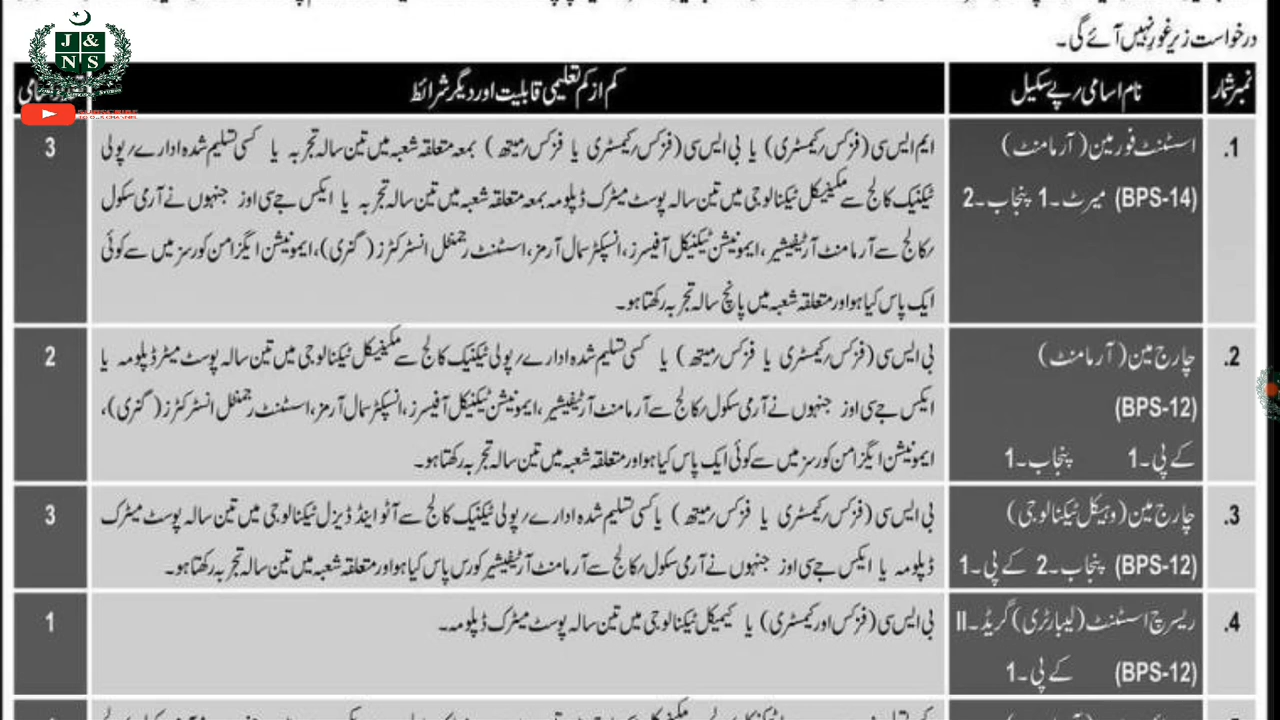 درخواست زیرغور نہیں آئے گی۔
J &
N S
SUBSCRIBE
TO OUR CHANNEL
نمبر شمار نام اسامی رپے سکیل کم از کم تعلیمی قابلیت اور دیگر شرائط
1. اسسٹنٹ فورمین (آرمامنٹ)
(BPS-14) میرٹ۔1 پنجاب۔2
ایم ایس سی (فزکس رکیمسٹری) یا بی ایس سی (فزکس رکیمسٹری یا فزکس رمیتھ) بمعہ متعلقہ شعبہ میں تین سالہ تجربہ یا کسی تسلیم شدہ ادارے رپولی
ٹیکنیک کالج سے مکینیکل ٹیکنالوجی میں تین سالہ پوسٹ میٹرک ڈپلومہ بمعہ متعلقہ شعبہ میں تین سالہ تجربہ یا ایکس جے سی اوز جنہوں نے آرمی سکول
رکالج سے آرمامنٹ آرٹیفیشیر، ایمونیشن ٹیکنیکل آفیسرز، انسپکٹر سمال آرمز، اسسٹنٹ رجمنٹل انسٹرکٹرز (گنری)، ایمونیشن ایگزامن کورسز میں سے کوئی
ایک پاس کیا ہو اور متعلقہ شعبہ میں پانچ سالہ تجربہ رکھتا ہو۔
3
2. چارج مین (آرمامنٹ)
(BPS-12)
کے پی۔1 پنجاب۔1
بی ایس سی (فزکس رکیمسٹری یا فزکس رمیتھ) یا کسی تسلیم شدہ ادارے رپولی ٹیکنیک کالج سے مکینیکل ٹیکنالوجی میں تین سالہ پوسٹ میٹر ڈپلومہ یا
ایکس جے سی اوز جنہوں نے آرمی سکول رکالج سے آرمامنٹ آرٹیفیشیر، ایمونیشن ٹیکنیکل آفیسرز، انسپکٹر سمال آرمز، اسسٹنٹ رجمنٹل انسٹرکٹرز (گنری)،
ایمونیشن ایگزامن کورسز میں سے کوئی ایک پاس کیا ہو اور متعلقہ شعبہ میں تین سالہ تجربہ رکھتا ہو۔
2
3. چارج مین (وہیکل ٹیکنالوجی)
(BPS-12) پنجاب۔2 کے پی۔1
بی ایس سی (فزکس رکیمسٹری یا فزکس رمیتھ) یا کسی تسلیم شدہ ادارے رپولی ٹیکنیک کالج سے آٹو اینڈ ڈیزل ٹیکنالوجی میں تین سالہ پوسٹ میٹرک
ڈپلومہ یا ایکس جے سی اوز جنہوں نے آرمی سکول رکالج سے آرمامنٹ آرٹیفیشیر کورس پاس کیا ہو اور متعلقہ شعبہ میں تین سالہ تجربہ رکھتا ہو۔
3
4. ریسرچ اسسٹنٹ (لیبارٹری) گریڈ۔II
(BPS-12) کے پی۔1
بی ایس سی (فزکس اور کیمسٹری) یا کیمیکل ٹیکنالوجی میں تین سالہ پوسٹ میٹرک ڈپلومہ۔
1